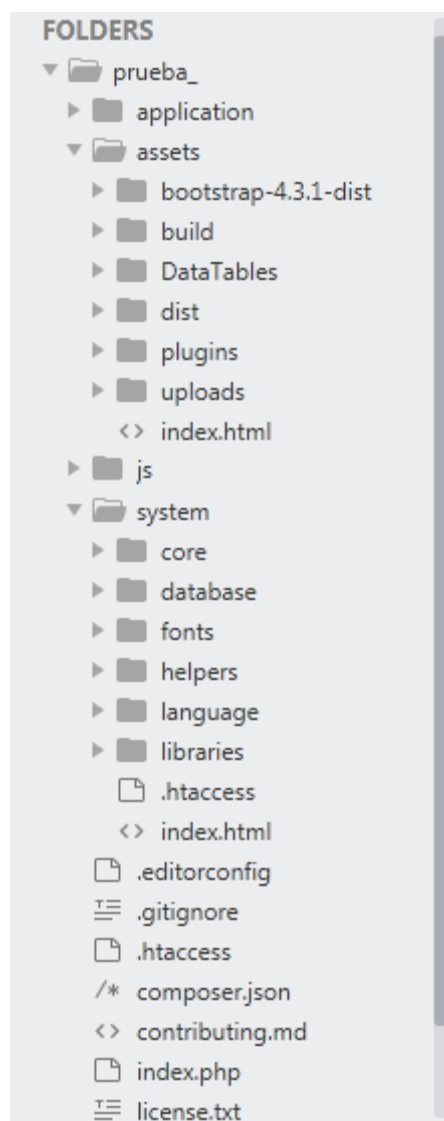 FOLDERS
prueba_
application
assets
bootstrap-4.3.1-dist
build
DataTables
dist
plugins
uploads
<> index.html
js
system
core
database
fonts
helpers
language
libraries
.htaccess
<> index.html
.editorconfig
.gitignore
.htaccess
/* composer.json
<> contributing.md
index.php
license.txt